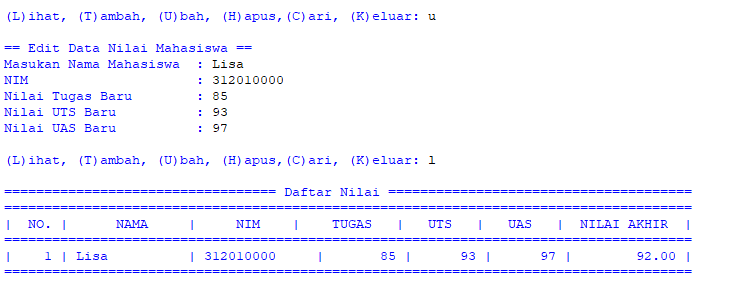 (L)ihat, (T)ambah, (U)bah, (H)apus,(C)ari, (K)eluar: u
== Edit Data Nilai Mahasiswa ==
Masukan Nama Mahasiswa  : Lisa
NIM                     : 312010000
Nilai Tugas Baru        : 85
Nilai UTS Baru          : 93
Nilai UAS Baru          : 97
(L)ihat, (T)ambah, (U)bah, (H)apus,(C)ari, (K)eluar: l
================================== Daftar Nilai ======================================
======================================================================================
|  NO. |      NAMA     |     NIM    |    TUGAS   |   UTS   |   UAS   |  NILAI AKHIR  |
======================================================================================
|    1 | Lisa          | 312010000     |       85 |      93 |      97 |        92.00 |
======================================================================================